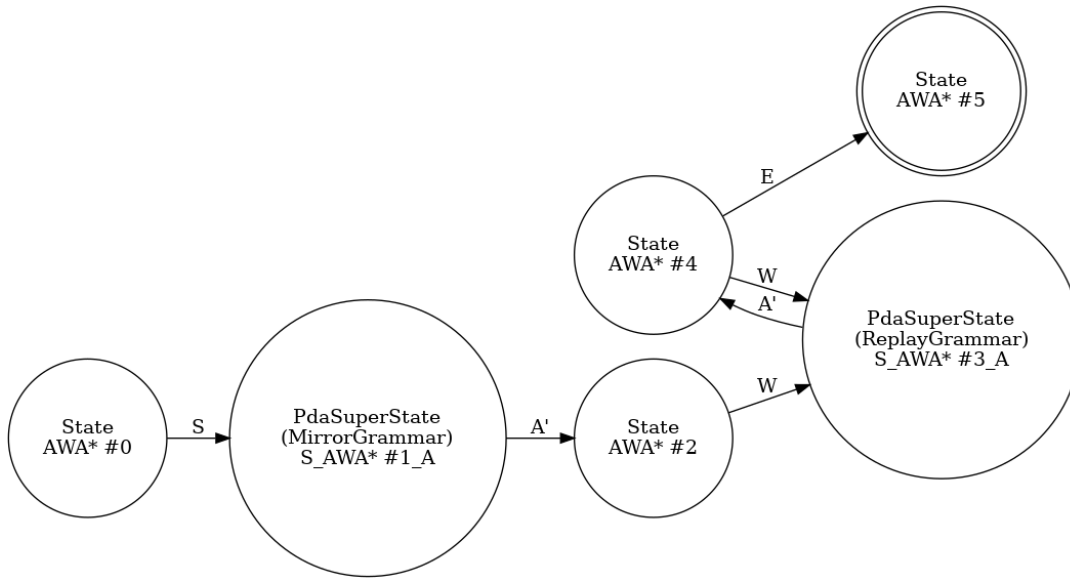 State
AWA* #5
E
State
AWA* #4
W
A'
PdaSuperState
(ReplayGrammar)
S_AWA* #3_A
W
State
AWA* #0
S
PdaSuperState
(MirrorGrammar)
S_AWA* #1_A
A'
State
AWA* #2